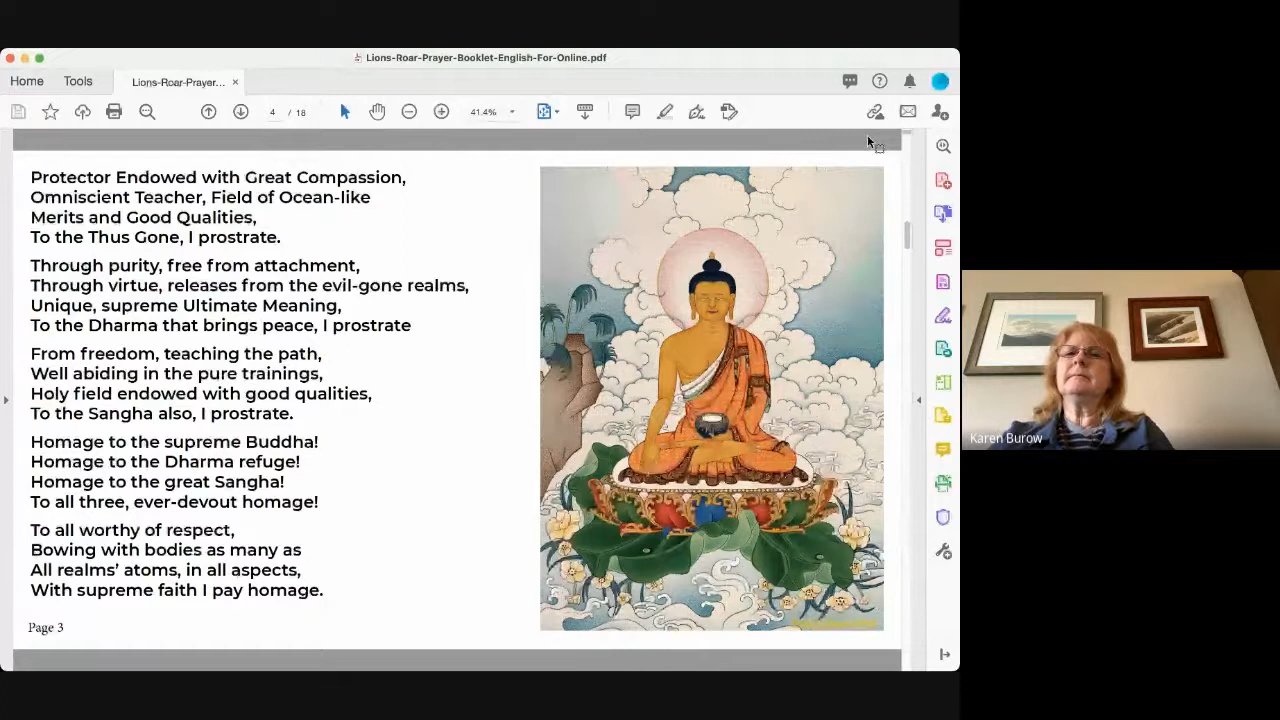 Lions-Roar-Prayer-Booklet-English-For-Online.pdf
Home
Tools
Lions-Roar-Prayer...
4 / 18
41.4%
Protector Endowed with Great Compassion,
Omniscient Teacher, Field of Ocean-like
Merits and Good Qualities,
To the Thus Gone, I prostrate.
Through purity, free from attachment,
Through virtue, releases from the evil-gone realms,
Unique, supreme Ultimate Meaning,
To the Dharma that brings peace, I prostrate
From freedom, teaching the path,
Well abiding in the pure trainings,
Holy field endowed with good qualities,
To the Sangha also, I prostrate.
Homage to the supreme Buddha!
Homage to the Dharma refuge!
Homage to the great Sangha!
To all three, ever-devout homage!
To all worthy of respect,
Bowing with bodies as many as
All realms’ atoms, in all aspects,
With supreme faith I pay homage.
Page 3
Karen Burow